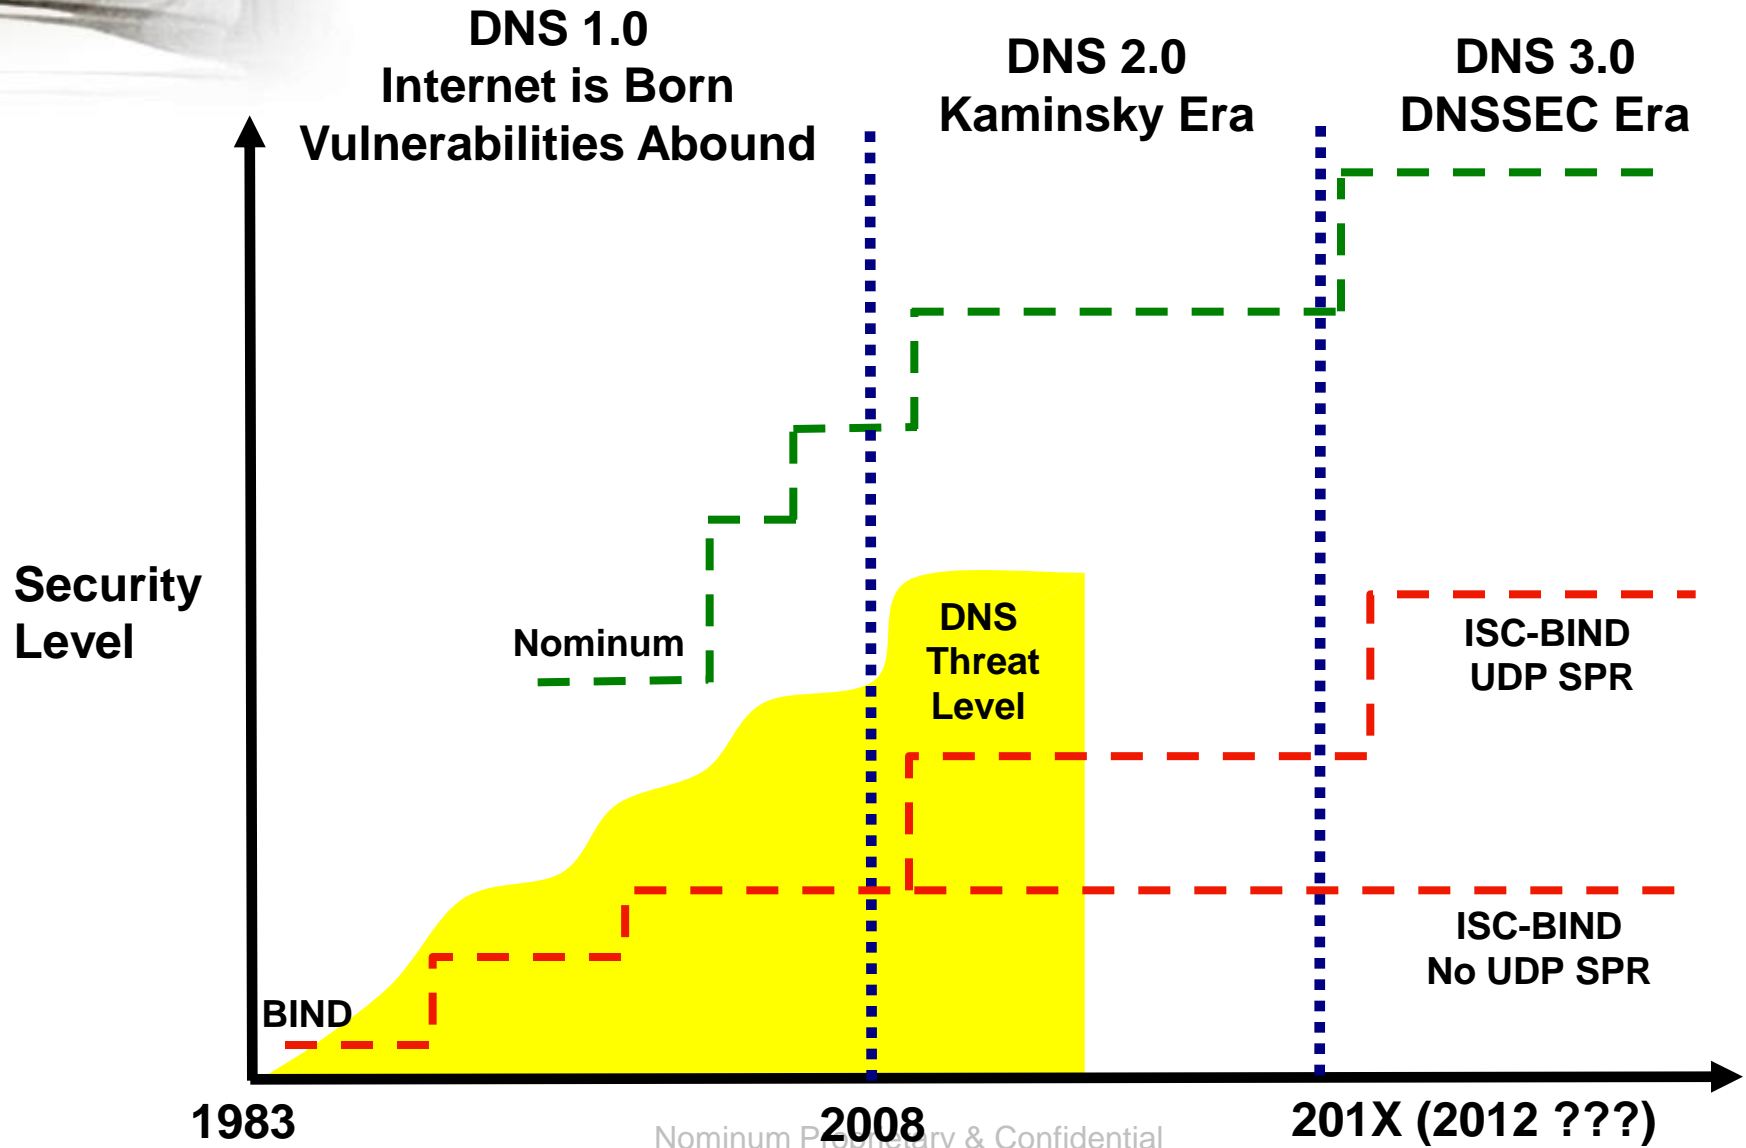 DNS 1.0
Internet is Born
Vulnerabilities Abound
DNS 2.0
Kaminsky Era
DNS 3.0
DNSSEC Era
Security
Level
Nominum
DNS
Threat
Level
ISC-BIND
UDP SPR
ISC-BIND
No UDP SPR
BIND
1983
2008
201X (2012 ???)
Nominum Proprietary & Confidential